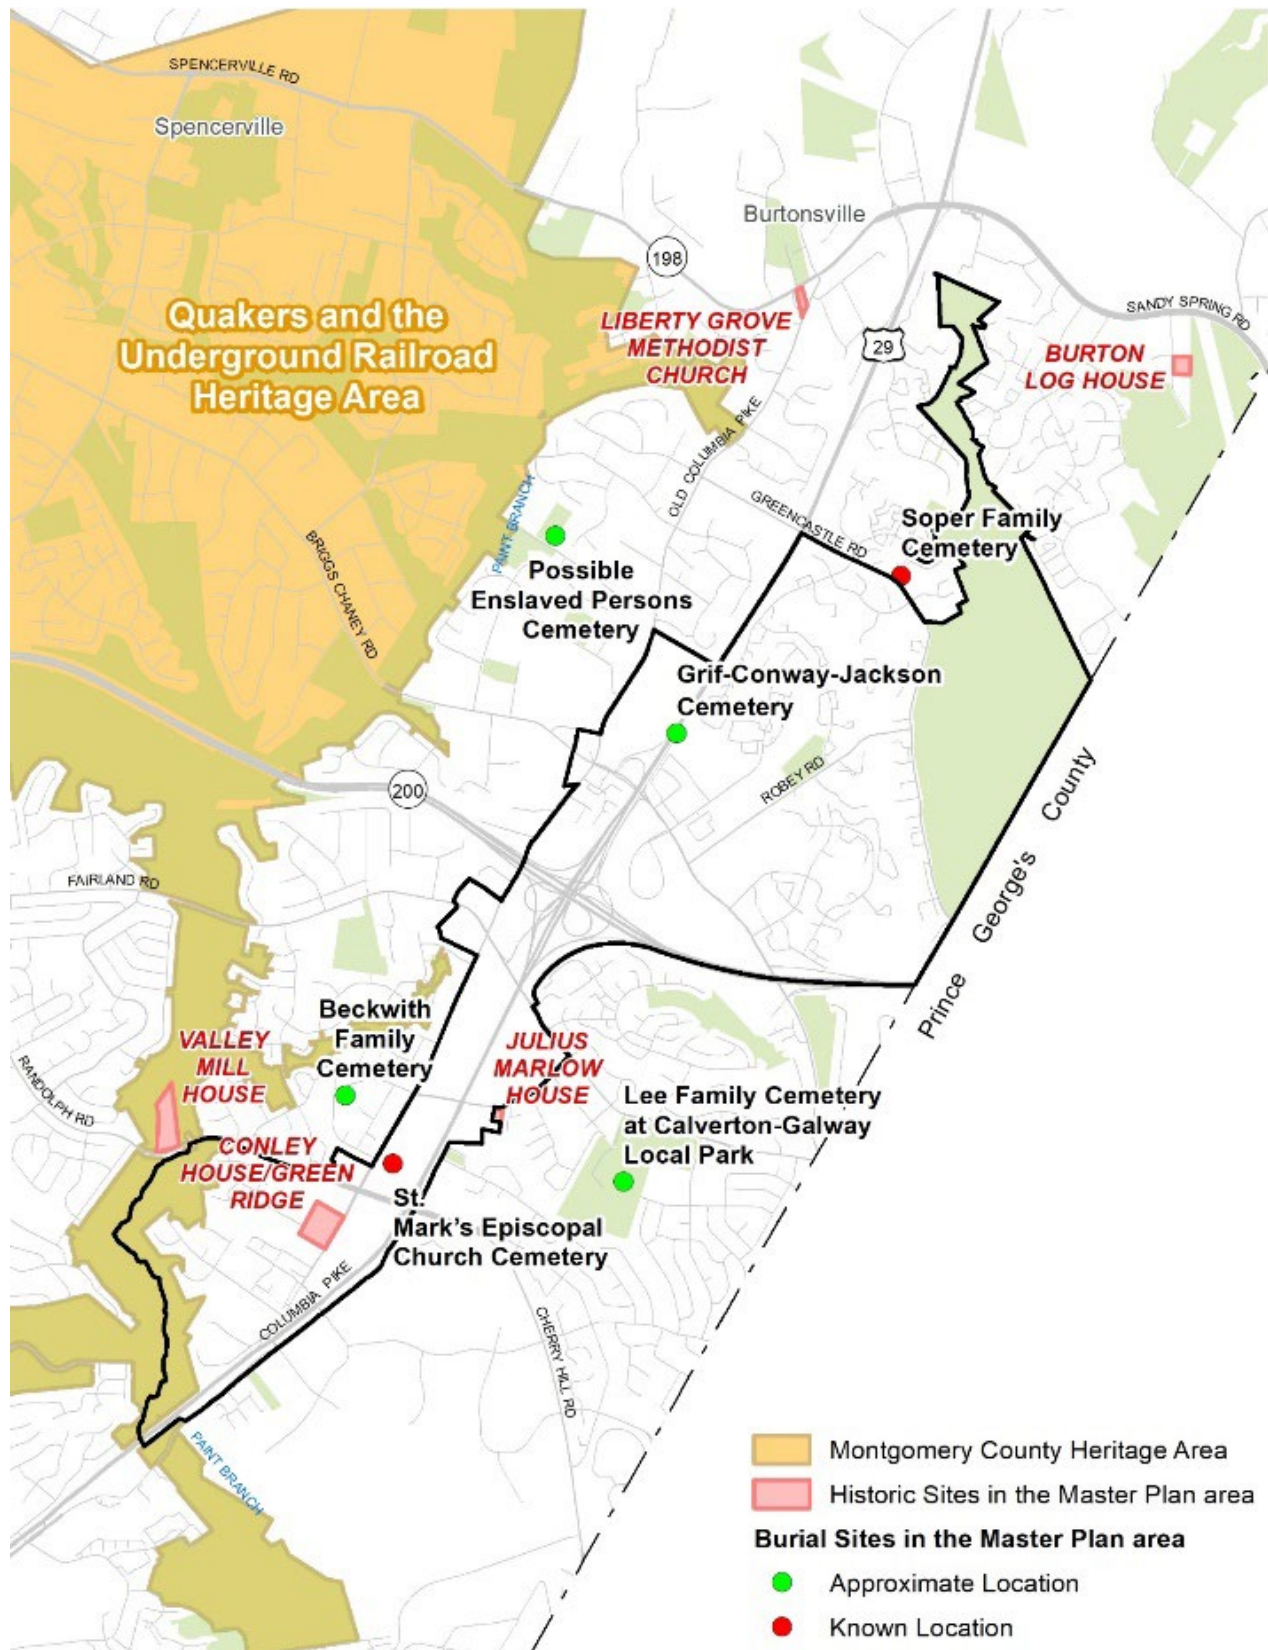 SPENCERVILLE RD
Spencerville
Burtonsville
198
SANDY SPRING RD
Quakers and the
Underground Railroad
Heritage Area
LIBERTY GROVE
METHODIST
CHURCH
29
BURTON
LOG HOUSE
OLD COLUMBIA PIKE
PAINT BRANCH
GREENCASTLE RD
Soper Family
Cemetery
BRIGGS CHANEY RD
Possible
Enslaved Persons
Cemetery
Grif-Conway-Jackson
Cemetery
200
ROBEY RD
Prince George's County
FAIRLAND RD
Beckwith
Family
Cemetery
VALLEY
MILL
HOUSE
JULIUS
MARLOW
HOUSE
RANDOLPH RD
Lee Family Cemetery
at Calverton-Galway
Local Park
CONLEY
HOUSE/GREEN
RIDGE
St.
Mark's Episcopal
Church Cemetery
COLUMBIA PIKE
CHERRY HILL RD
PAINT BRANCH
Montgomery County Heritage Area
Historic Sites in the Master Plan area
Burial Sites in the Master Plan area
Approximate Location
Known Location